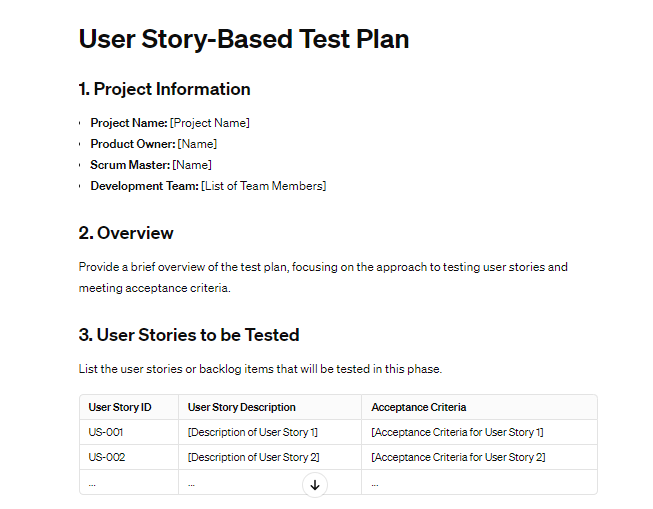 User Story-Based Test Plan
1. Project Information
Project Name: [Project Name]
Product Owner: [Name]
Scrum Master: [Name]
Development Team: [List of Team Members]
2. Overview
Provide a brief overview of the test plan, focusing on the approach to testing user stories and
meeting acceptance criteria.
3. User Stories to be Tested
List the user stories or backlog items that will be tested in this phase.
User Story ID User Story Description Acceptance Criteria
US-001 [Description of User Story 1] [Acceptance Criteria for User Story 1]
US-002 [Description of User Story 2] [Acceptance Criteria for User Story 2]
... ... ...